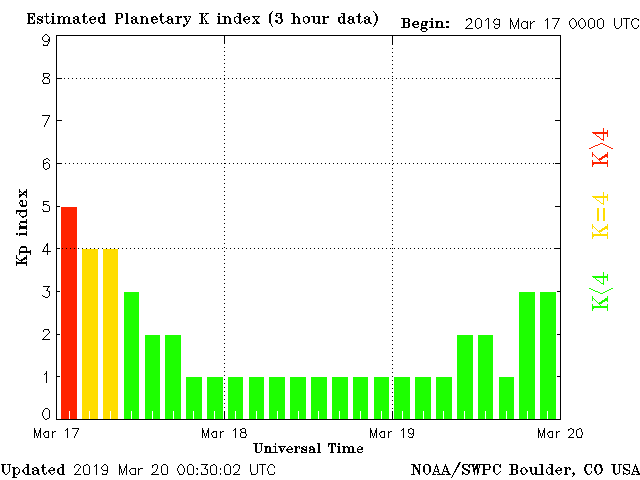 Estimated Planetary K index (3 hour data)
Begin: 2019 Mar 17 0000 UTC
9
8
7
6
5
4
3
2
1
0
Kp index
K>4
K=4
K<4
Mar 17
Mar 18
Mar 19
Mar 20
Universal Time
Updated 2019 Mar 20 00:30:02 UTC
NOAA/SWPC Boulder, CO USA